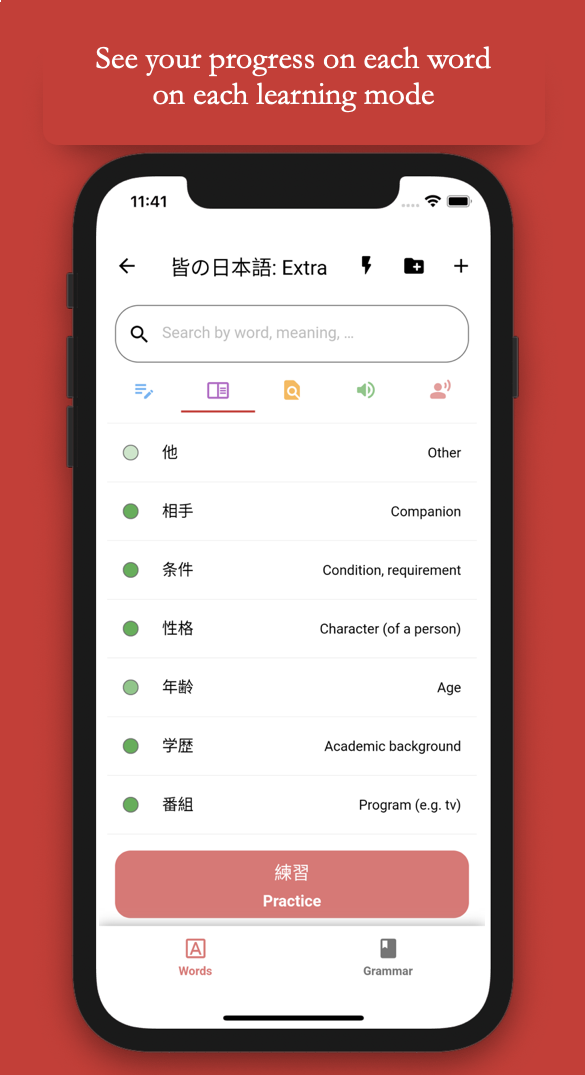 See your progress on each word
on each learning mode
11:41
皆の日本語: Extra
Search by word, meaning, …
他 Other
相手 Companion
条件 Condition, requirement
性格 Character (of a person)
年齢 Age
学歴 Academic background
番組 Program (e.g. tv)
練習
Practice
Words Grammar